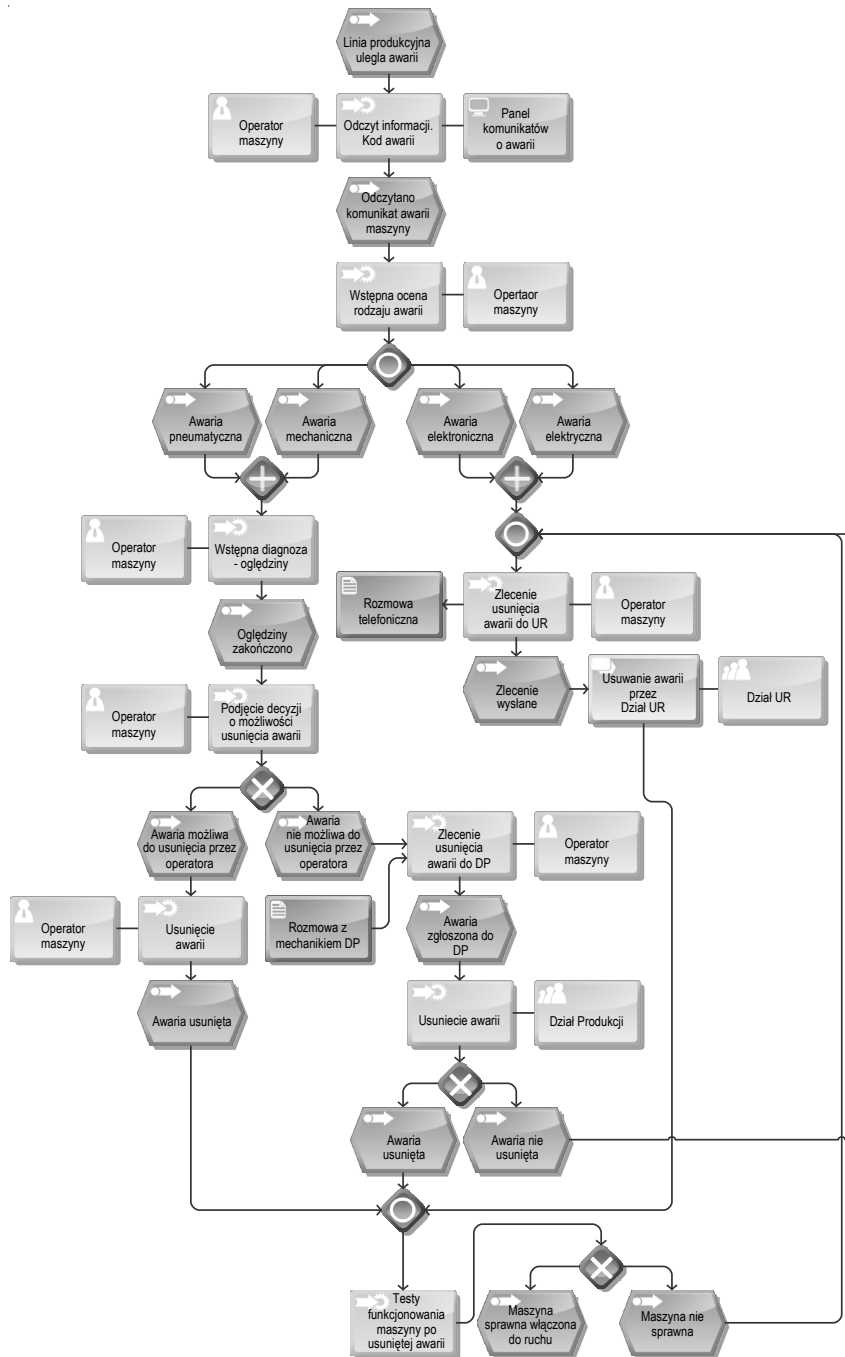 Linia produkcyjna
uległa awarii
Operator
maszyny
Odczyt informacji.
Kod awarii
Panel
komunikatów
o awarii
Odczytano
komunikat awarii
maszyny
Wstępna ocena
rodzaju awarii
Opertaor
maszyny
Awaria
pneumatyczna
Awaria
mechaniczna
Awaria
elektroniczna
Awaria
elektryczna
Operator
maszyny
Wstępna diagnoza
- oględziny
Rozmowa
telefoniczna
Zlecenie
usunięcia
awarii do UR
Operator
maszyny
Oględziny
zakończono
Zlecenie
wysłane
Usuwanie awarii
przez
Dział UR
Dział UR
Operator
maszyny
Podjęcie decyzji
o możliwości
usunięcia awarii
Awaria możliwa
do usunięcia przez
operatora
Awaria
nie możliwa do
usunięcia przez
operatora
Zlecenie
usunięcia
awarii do DP
Operator
maszyny
Operator
maszyny
Usunięcie
awarii
Rozmowa z
mechanikiem DP
Awaria
zgłoszona do
DP
Awaria usunięta
Usuniecie awarii
Dział Produkcji
Awaria
usunięta
Awaria nie
usunięta
Testy
funkcjonowania
maszyny po
usuniętej awarii
Maszyna
sprawna włączona
do ruchu
Maszyna nie
sprawna